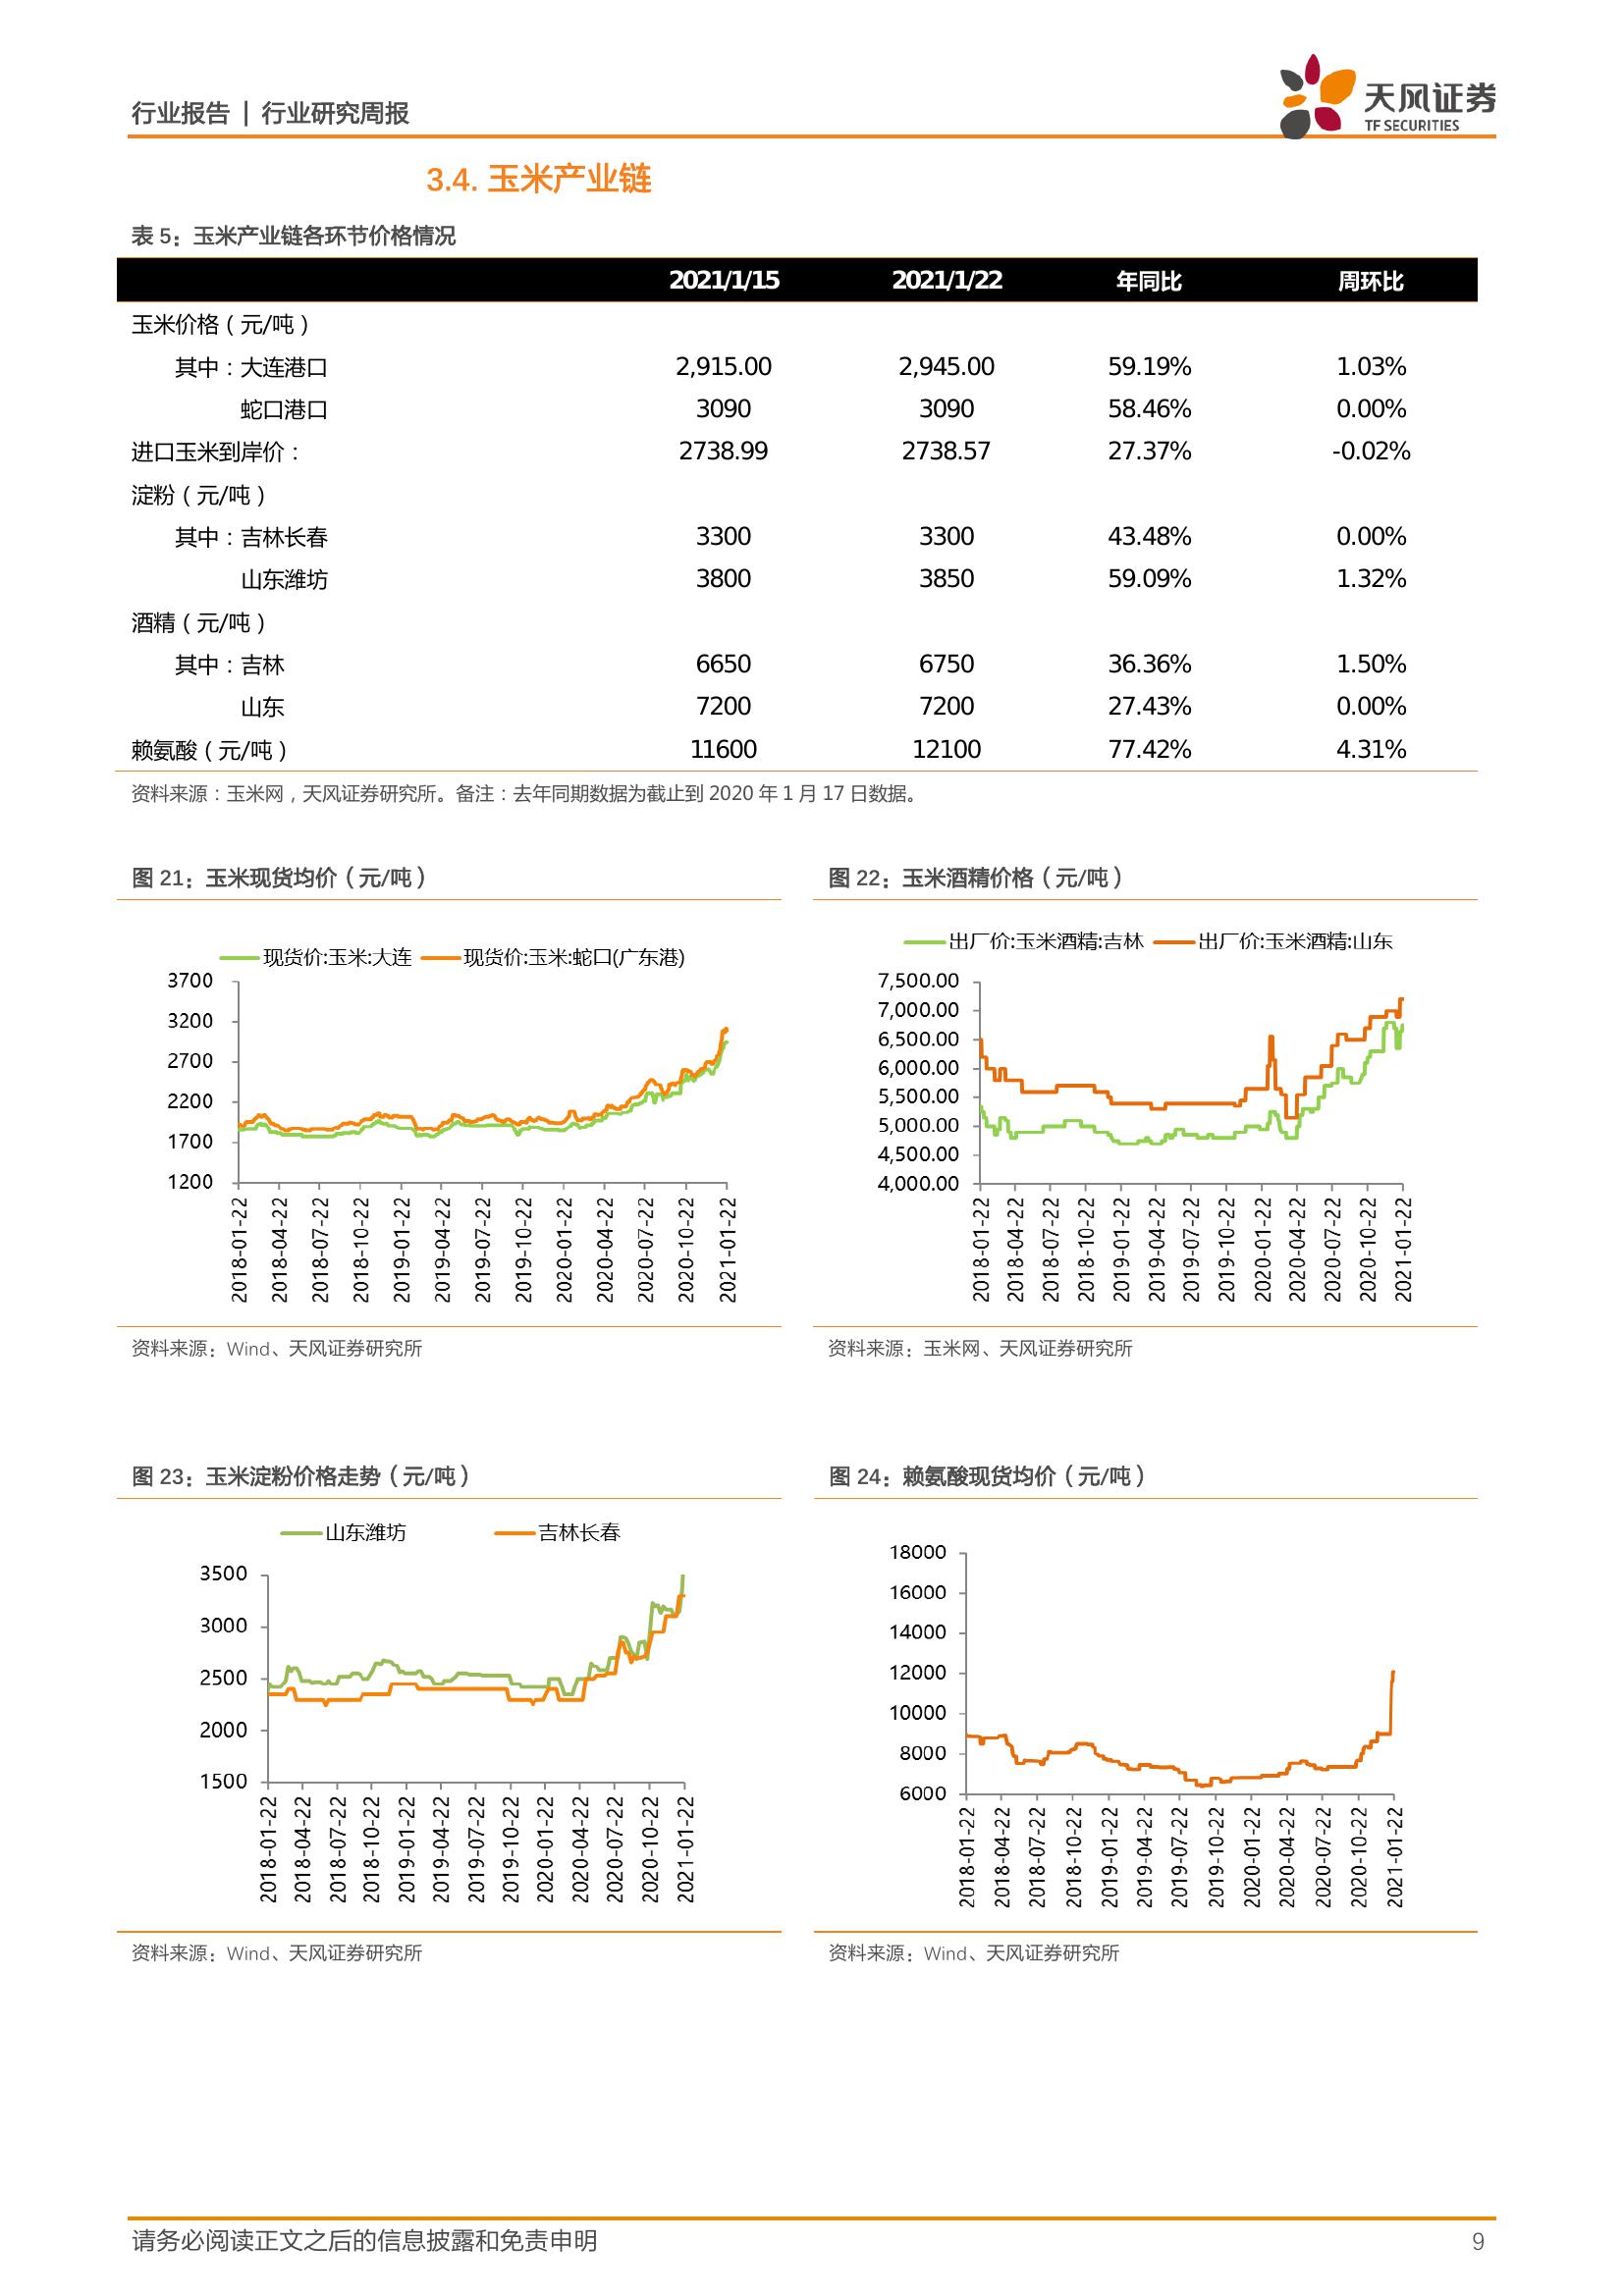 行业报告 | 行业研究周报
天风证券
TF SECURITIES
3.4. 玉米产业链
表 5：玉米产业链各环节价格情况
2021/1/15 2021/1/22 年同比 周环比
玉米价格（元/吨）
其中：大连港口 2,915.00 2,945.00 59.19% 1.03%
蛇口港口 3090 3090 58.46% 0.00%
进口玉米到岸价： 2738.99 2738.57 27.37% -0.02%
淀粉（元/吨）
其中：吉林长春 3300 3300 43.48% 0.00%
山东潍坊 3800 3850 59.09% 1.32%
酒精（元/吨）
其中：吉林 6650 6750 36.36% 1.50%
山东 7200 7200 27.43% 0.00%
赖氨酸（元/吨） 11600 12100 77.42% 4.31%
资料来源：玉米网，天风证券研究所。备注：去年同期数据为截止到 2020 年 1 月 17 日数据。
图 21：玉米现货均价（元/吨）
现货价:玉米:大连 现货价:玉米:蛇口(广东港)
3700
3200
2700
2200
1700
1200
2018-01-22 2018-04-22 2018-07-22 2018-10-22 2019-01-22 2019-04-22 2019-07-22 2019-10-22 2020-01-22 2020-04-22 2020-07-22 2020-10-22 2021-01-22
资料来源：Wind、天风证券研究所
图 22：玉米酒精价格（元/吨）
出厂价:玉米酒精:吉林 出厂价:玉米酒精:山东
7,500.00
7,000.00
6,500.00
6,000.00
5,500.00
5,000.00
4,500.00
4,000.00
2018-01-22 2018-04-22 2018-07-22 2018-10-22 2019-01-22 2019-04-22 2019-07-22 2019-10-22 2020-01-22 2020-04-22 2020-07-22 2020-10-22 2021-01-22
资料来源：玉米网、天风证券研究所
图 23：玉米淀粉价格走势（元/吨）
山东潍坊 吉林长春
3500
3000
2500
2000
1500
2018-01-22 2018-04-22 2018-07-22 2018-10-22 2019-01-22 2019-04-22 2019-07-22 2019-10-22 2020-01-22 2020-04-22 2020-07-22 2020-10-22 2021-01-22
资料来源：Wind、天风证券研究所
图 24：赖氨酸现货均价（元/吨）
18000
16000
14000
12000
10000
8000
6000
2018-01-22 2018-04-22 2018-07-22 2018-10-22 2019-01-22 2019-04-22 2019-07-22 2019-10-22 2020-01-22 2020-04-22 2020-07-22 2020-10-22 2021-01-22
资料来源：Wind、天风证券研究所
请务必阅读正文之后的信息披露和免责申明 9